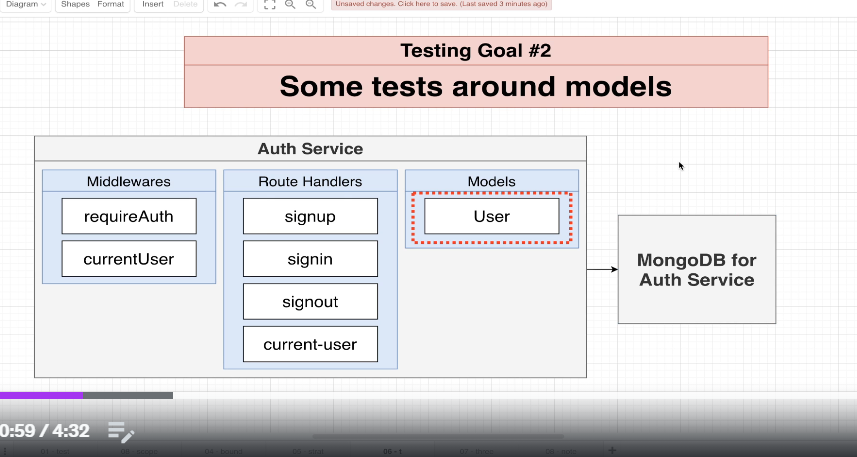 Diagram
Shapes
Format
Insert
Delete
Unsaved changes. Click here to save. (Last saved 3 minutes ago)
Testing Goal #2
Some tests around models
Auth Service
Middlewares
requireAuth
currentUser
Route Handlers
signup
signin
signout
current-user
Models
User
MongoDB for
Auth Service
0:59 / 4:32